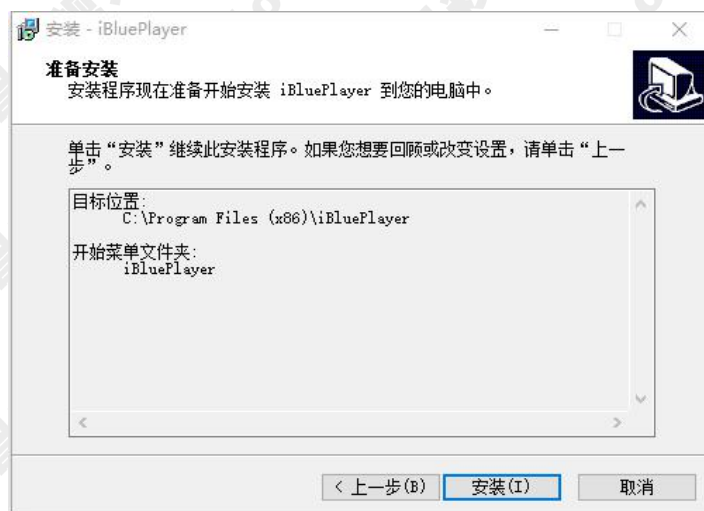 安装 - iBluePlayer
准备安装
安装程序现在准备开始安装 iBluePlayer 到您的电脑中。
单击“安装”继续此安装程序。如果您想要回顾或改变设置，请单击“上一
步”。
目标位置:
C:\Program Files (x86)\iBluePlayer
开始菜单文件夹:
iBluePlayer
< 上一步(B)
安装(I)
取消